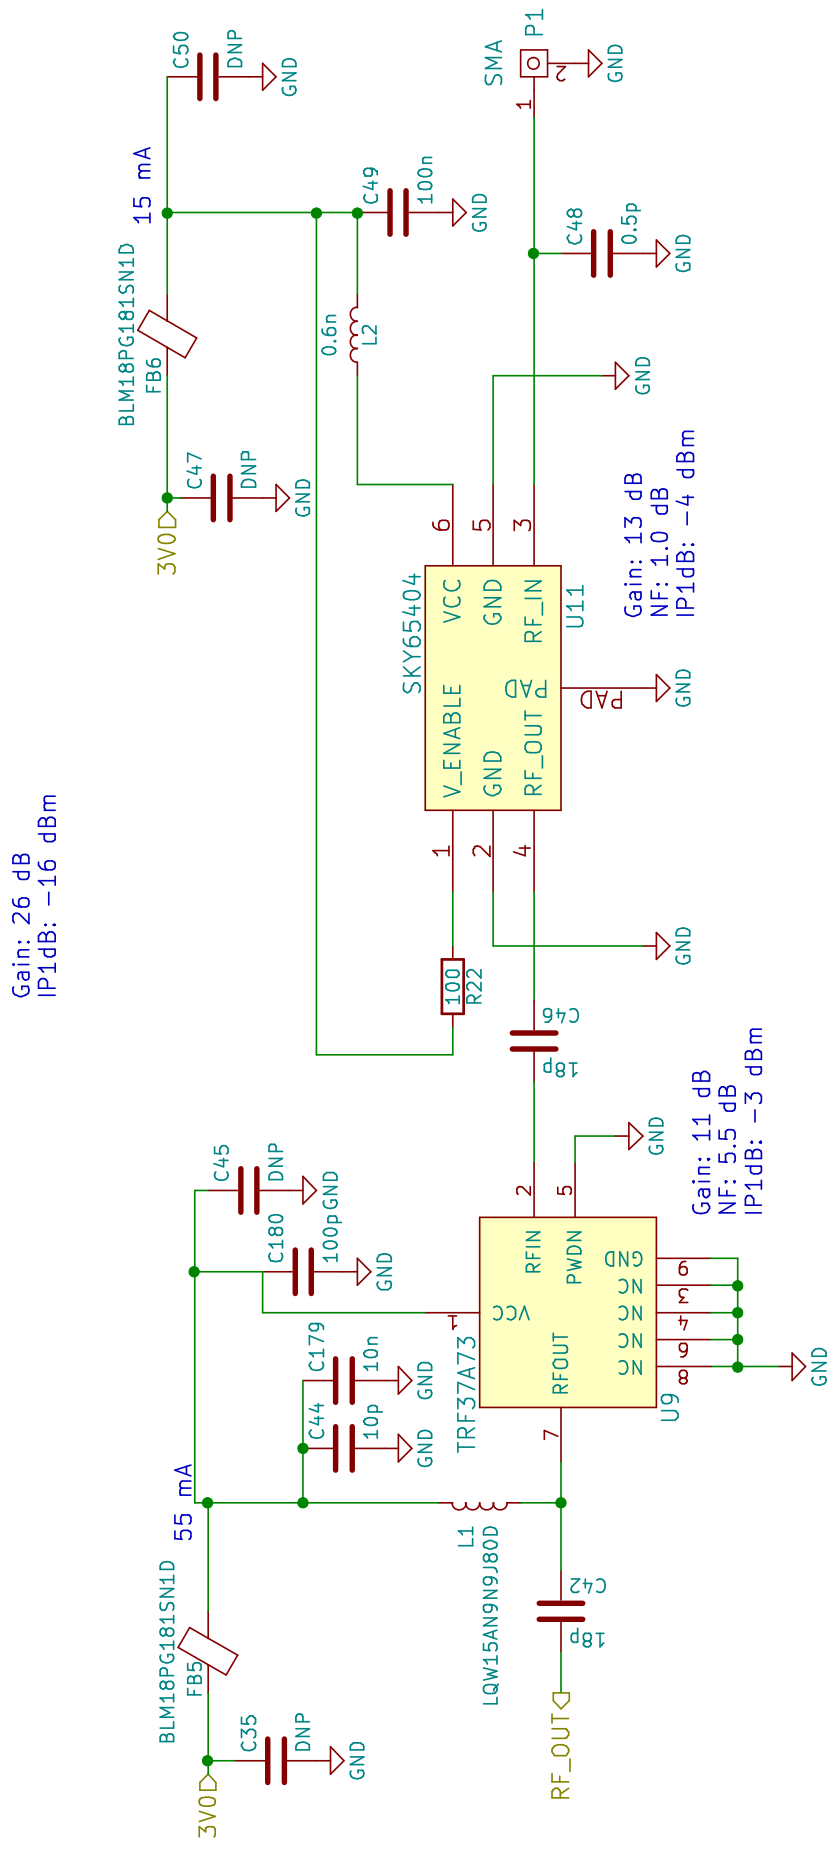 C50
DNP
GND
SMA
P1
1
2
GND
15 mA
C49
100n
GND
C48
0.5p
GND
BLM18PG181SN1D
FB6
0.6n
L2
GND
C47
DNP
GND
3V0
6
5
3
Gain: 13 dB
NF: 1.0 dB
IP1dB: -4 dBm
SKY65404
VCC
GND
RF_IN
U11
PAD
PAD
GND
V_ENABLE
GND
RF_OUT
1
2
4
GND
Gain: 26 dB
IP1dB: -16 dBm
100
R22
C46
18p
Gain: 11 dB
NF: 5.5 dB
IP1dB: -3 dBm
C45
DNP
GND
C180
100p
GND
2
5
GND
RFIN
PWDN
VCC
1
GND
9
NC
3
NC
4
NC
6
NC
8
GND
RFOUT
TRF37A73
U9
7
C179
10n
GND
C44
10p
GND
55 mA
L1
LQW15AN9N9J80D
BLM18PG181SN1D
FB5
C42
18p
C35
DNP
GND
3V0
RF_OUT